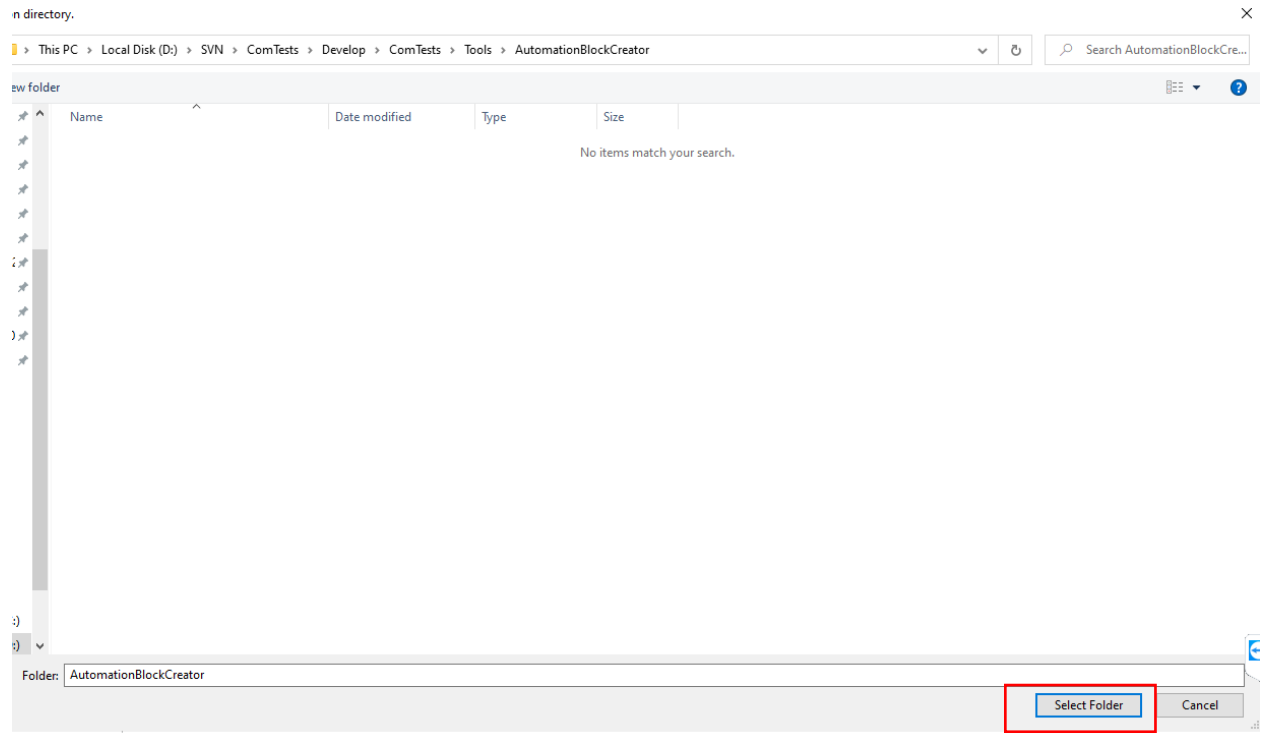 n directory.
This PC > Local Disk (D:) > SVN > ComTests > Develop > ComTests > Tools > AutomationBlockCreator
Search AutomationBlockCre...
ew folder
Name Date modified Type Size
No items match your search.
:)
:)
Folder: AutomationBlockCreator
Select Folder Cancel